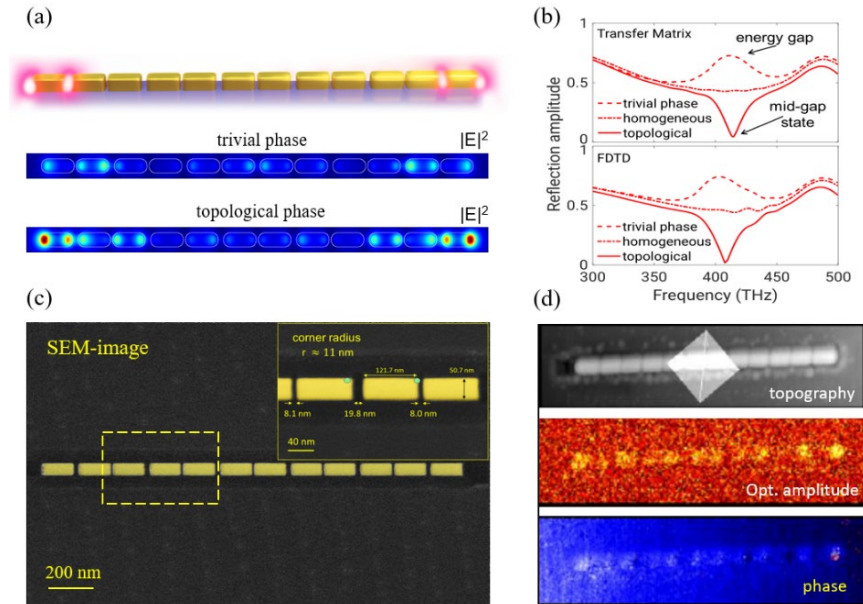 (a)
trivial phase
|E|²
topological phase
|E|²
(b)
Transfer Matrix
energy gap
1
0.5
0
trivial phase
homogeneous
topological
mid-gap
state
Reflection amplitude
FDTD
1
0.5
0
trivial phase
homogeneous
topological
300
350
400
450
500
Frequency (THz)
(c)
SEM-image
corner radius
r ≈ 11 nm
121.7 nm
50.7 nm
8.1 nm
19.8 nm
8.0 nm
40 nm
200 nm
(d)
topography
Opt. amplitude
phase